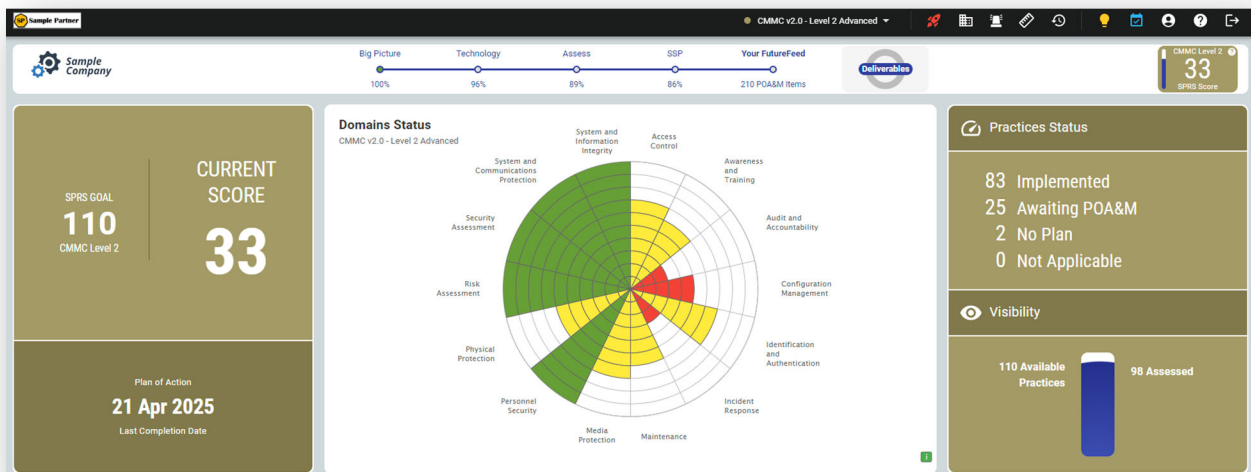 SP Sample Partner
CMMC v2.0 - Level 2 Advanced
Sample
Company
Big Picture
Technology
Assess
SSP
Your FutureFeed
100%
96%
89%
86%
210 POA&M Items
Deliverables
CMMC Level 2
33
SPRS Score
SPRS GOAL
110
CMMC Level 2
CURRENT
SCORE
33
Plan of Action
21 Apr 2025
Last Completion Date
Domains Status
CMMC v2.0 - Level 2 Advanced
System and
Information
Integrity
Access
Control
Awareness
and
Training
Audit and
Accountability
Configuration
Management
Identification
and
Authentication
Incident
Response
Maintenance
Media
Protection
Personnel
Security
Physical
Protection
Risk
Assessment
Security
Assessment
System and
Communications
Protection
Practices Status
83 Implemented
25 Awaiting POA&M
2 No Plan
0 Not Applicable
Visibility
110 Available
Practices
98 Assessed